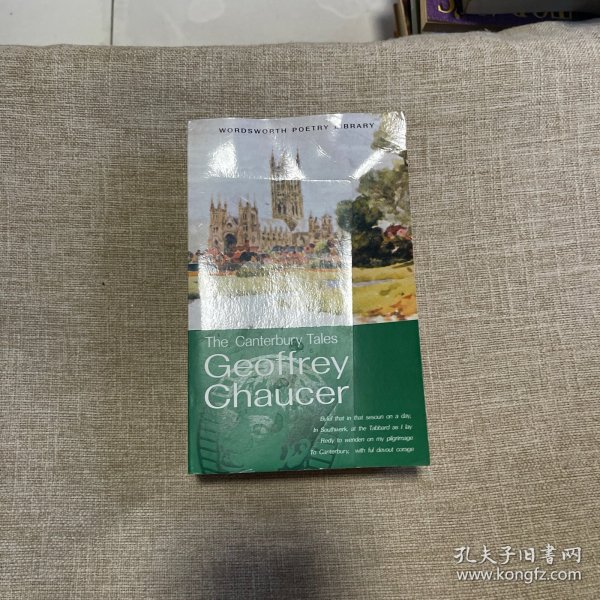 WORDSWORTH POETRY LIBRARY
The Canterbury Tales
Geoffrey
Chaucer
Bifel that in that sesoun on a day,
In Southwerk, at the Tabbard as I lay
Redy to wenden on my pilgrimage
To Canterbury, with ful devout corage
孔夫子旧书网
www.kongfz.com